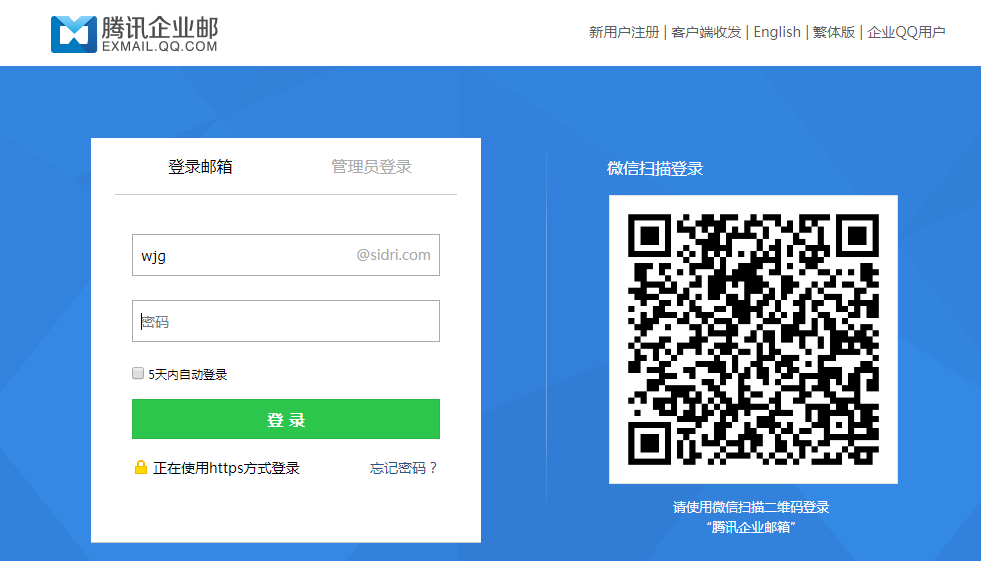 腾讯企业邮
EXMAIL.QQ.COM
新用户注册 | 客户端收发 | English | 繁体版 | 企业QQ用户
登录邮箱 管理员登录
wjg @sidri.com
密码
5天内自动登录
登 录
正在使用https方式登录 忘记密码？
微信扫描登录
请使用微信扫描二维码登录
“腾讯企业邮箱”